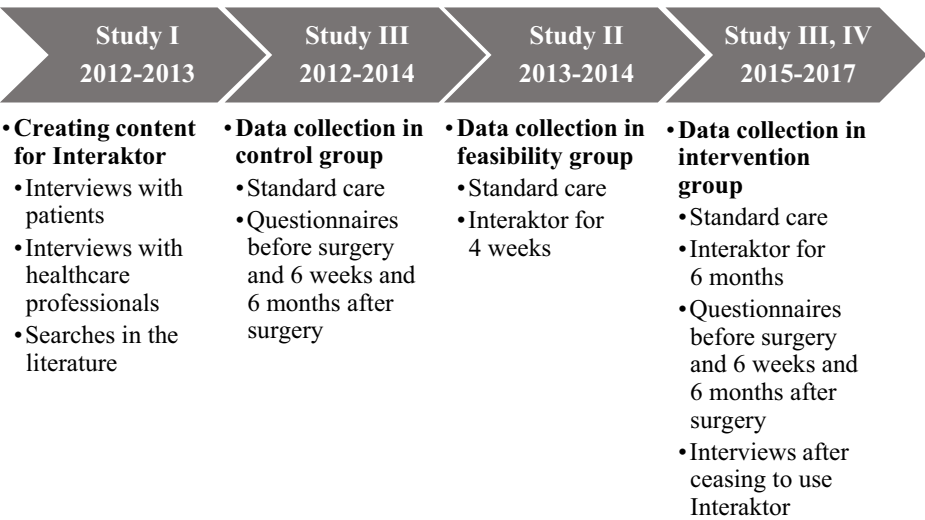 Study I
2012-2013
• Creating content
for Interaktor
• Interviews with
patients
• Interviews with
healthcare
professionals
• Searches in the
literature
Study III
2012-2014
• Data collection in
control group
• Standard care
• Questionnaires
before surgery
and 6 weeks and
6 months after
surgery
Study II
2013-2014
• Data collection in
feasibility group
• Standard care
• Interaktor for
4 weeks
Study III, IV
2015-2017
• Data collection in
intervention
group
• Standard care
• Interaktor for
6 months
• Questionnaires
before surgery
and 6 weeks and
6 months after
surgery
• Interviews after
ceasing to use
Interaktor